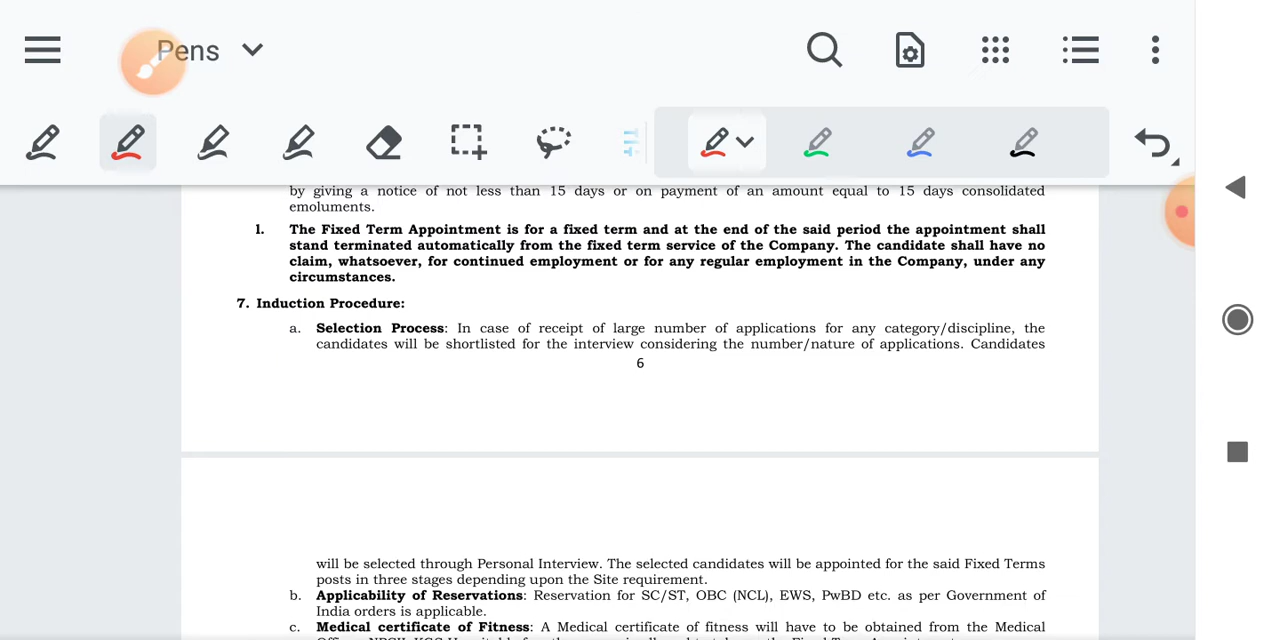 Pens
by giving a notice of not less than 15 days or on payment of an amount equal to 15 days consolidated
emoluments.
l. The Fixed Term Appointment is for a fixed term and at the end of the said period the appointment shall
stand terminated automatically from the fixed term service of the Company. The candidate shall have no
claim, whatsoever, for continued employment or for any regular employment in the Company, under any
circumstances.
7. Induction Procedure:
a. Selection Process: In case of receipt of large number of applications for any category/discipline, the
candidates will be shortlisted for the interview considering the number/nature of applications. Candidates
6
will be selected through Personal Interview. The selected candidates will be appointed for the said Fixed Terms
posts in three stages depending upon the Site requirement.
b. Applicability of Reservations: Reservation for SC/ST, OBC (NCL), EWS, PwBD etc. as per Government of
India orders is applicable.
c. Medical certificate of Fitness: A Medical certificate of fitness will have to be obtained from the Medical